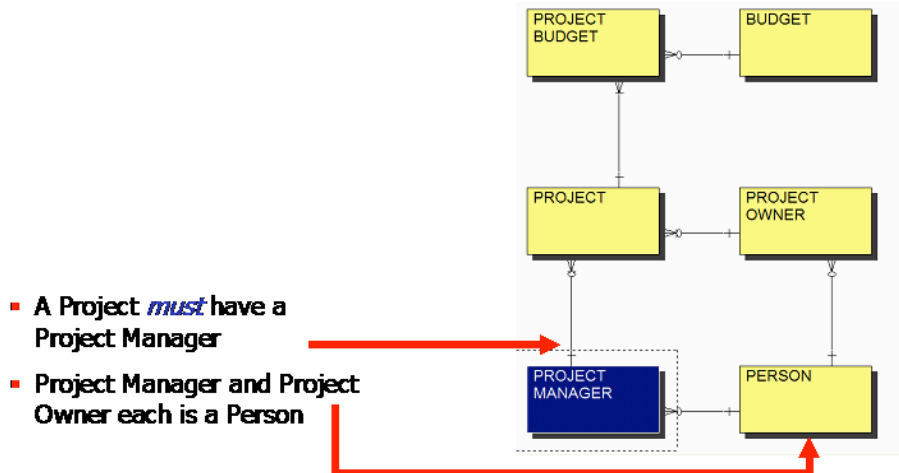 PROJECT
BUDGET
BUDGET
PROJECT
PROJECT
OWNER
▪ A Project must have a
Project Manager
▪ Project Manager and Project
Owner each is a Person
PROJECT
MANAGER
PERSON